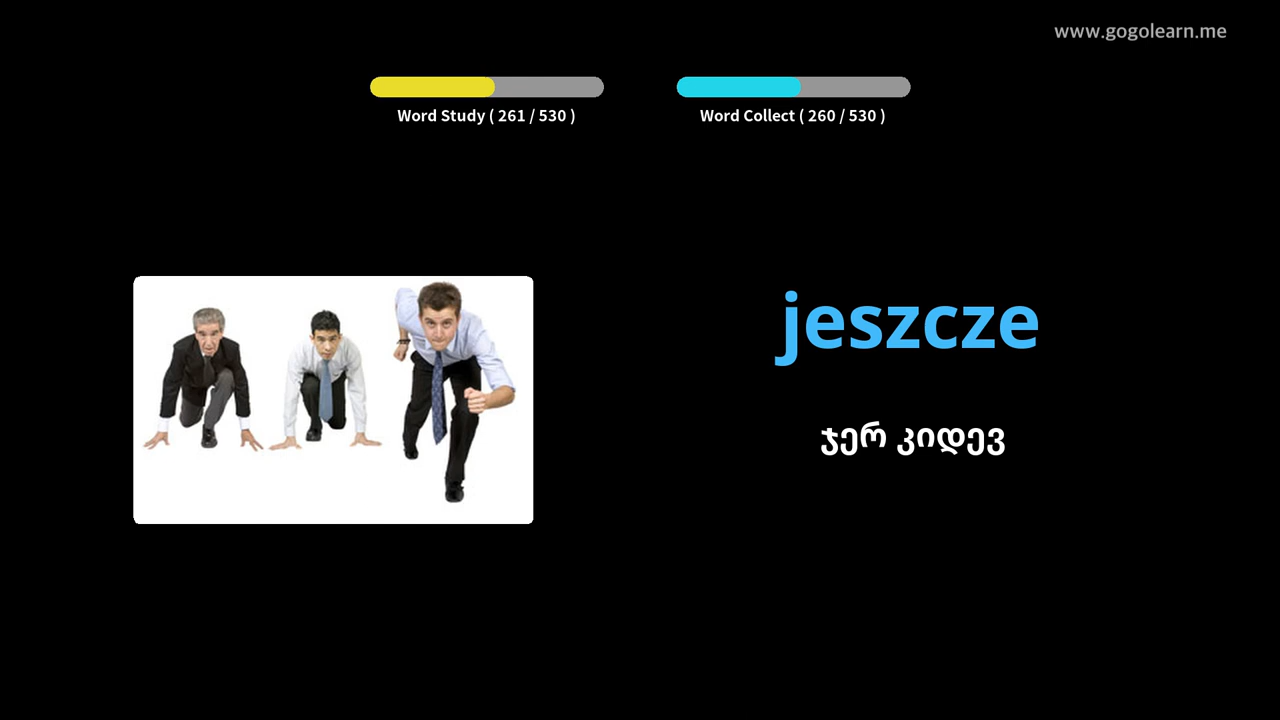 www.gogolearn.me
Word Study ( 261 / 530 )
Word Collect ( 260 / 530 )
jeszcze
ჯერ კიდევ